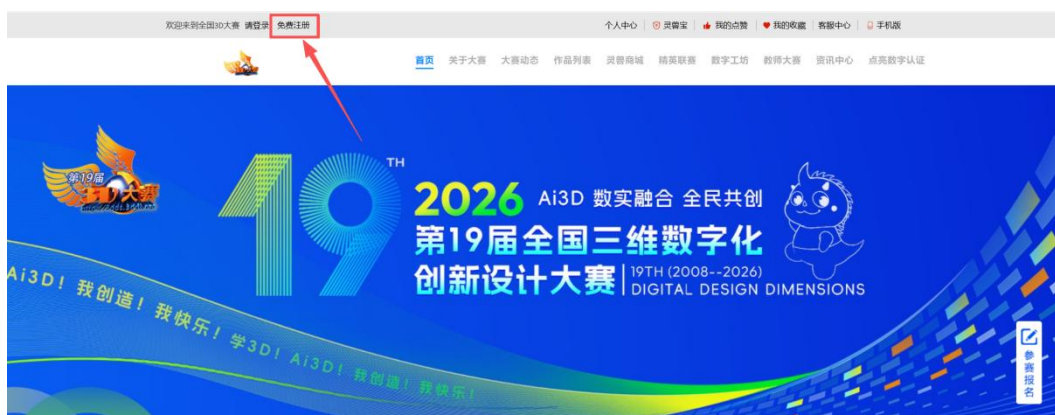 欢迎来到全国3D大赛 请登录 免费注册
个人中心 灵兽宝 我的点赞 我的收藏 客服中心 手机版
首页 关于大赛 大赛动态 作品列表 灵兽商城 精英联赛 数字工坊 教师大赛 资讯中心 点亮数字认证
第19届
3D大赛
19TH
2026 Ai3D 数实融合 全民共创
第19届全国三维数字化
创新设计大赛
19TH (2008--2026)
DIGITAL DESIGN DIMENSIONS
Ai3D! 我创造! 我快乐! 学3D! Ai3D! 我创造! 我快乐!
参赛报名